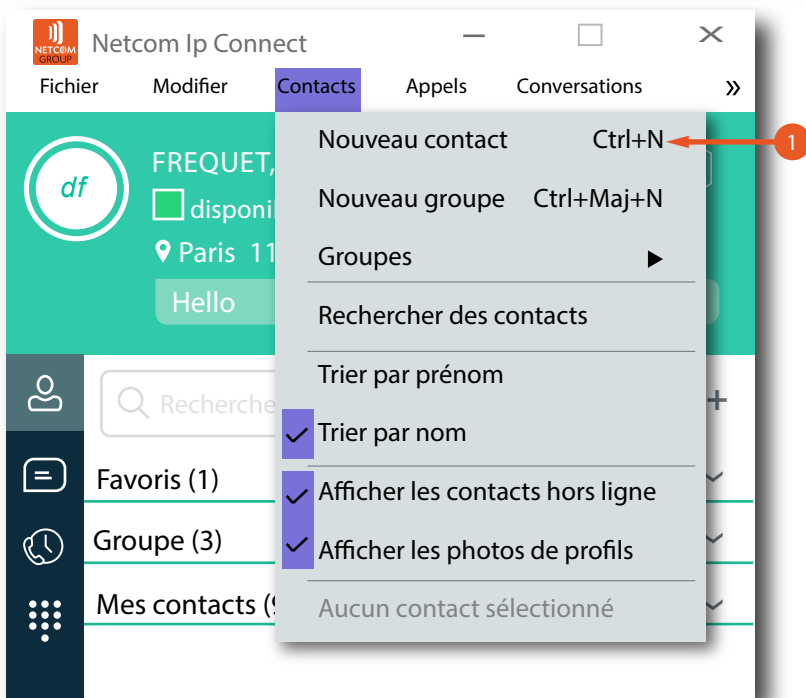 NETCOM
GROUP
Netcom Ip Connect
Fichier Modifier Contacts Appels Conversations »
df
FREQUET,
disponi
Paris 11
Hello
Nouveau contact Ctrl+N
1
Nouveau groupe Ctrl+Maj+N
Groupes
Rechercher des contacts
Trier par prénom
Trier par nom
Afficher les contacts hors ligne
Afficher les photos de profils
Aucun contact sélectionné
Recherche
+
Favoris (1)
Groupe (3)
Mes contacts (